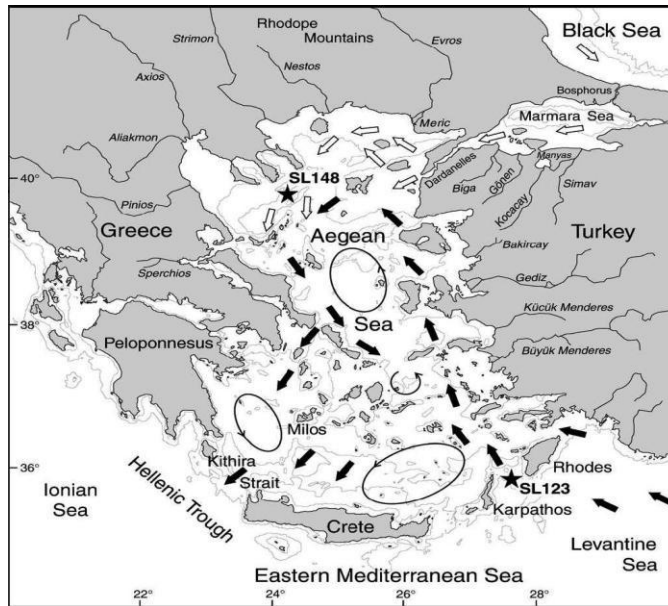 Rhodope
Mountains
Strimon
Evros
Black Sea
Nestos
Axios
Bosphorus
Marmara Sea
Meric
Aliakmon
Dardanelles
Manyas
40°
SL148
Biga
Gönen
Simav
Pinios
Kocacay
Greece
Aegean
Turkey
Bakircay
Sperchios
Gediz
38°
Sea
Kücük Menderes
Peloponnesus
Büyük Menderes
Milos
Kithira
Strait
36°
Hellenic Trough
Rhodes
SL123
Ionian
Sea
Karpathos
Crete
Levantine
Sea
Eastern Mediterranean Sea
22°
24°
26°
28°